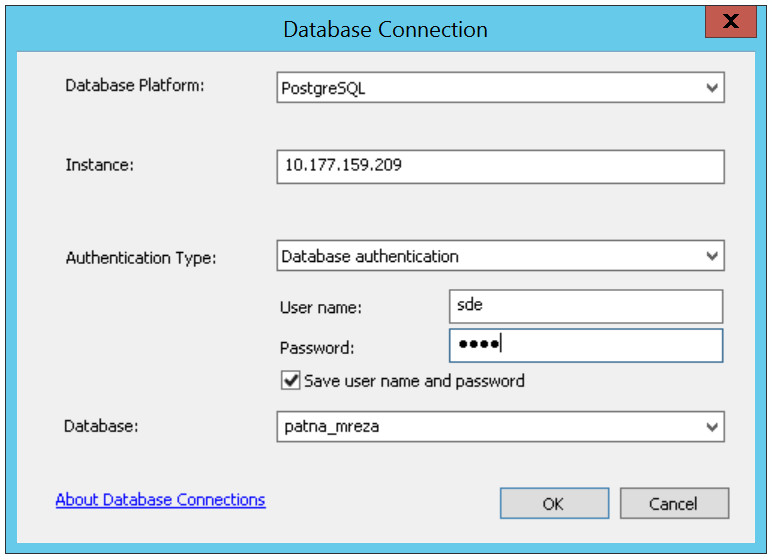 Database Connection
X
Database Platform:
PostgreSQL
Instance:
10.177.159.209
Authentication Type:
Database authentication
User name:
sde
Password:
●●●●
Save user name and password
Database:
patna_mreza
About Database Connections
OK
Cancel